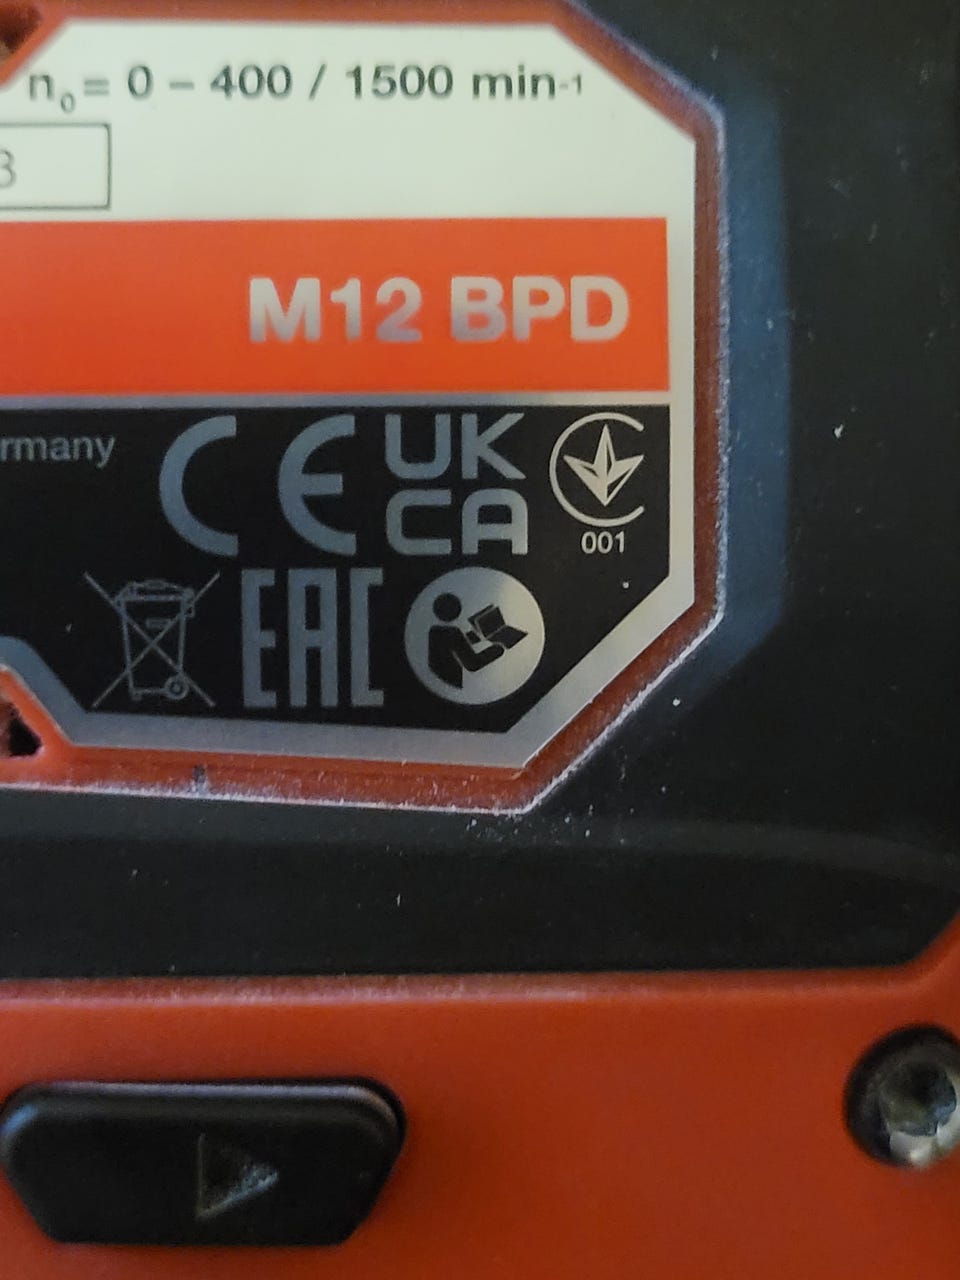 n₀= 0 – 400 / 1500 min-1
3
M12 BPD
rmany
CE UK
CA
001
EAC